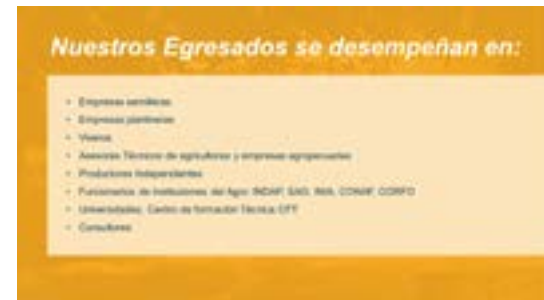 Nuestros Egresados se desempeñan en:
• Empresas semilleras
• Empresas plantineras
• Viveros
• Asesores Técnicos de agricultores y empresas agropecuarias
• Productores Independientes
• Funcionarios de Instituciones del Agro: INDAP, SAG, INIA, CONAF, CORFO
• Universidades, Centro de formación Técnica CFT
• Consultores